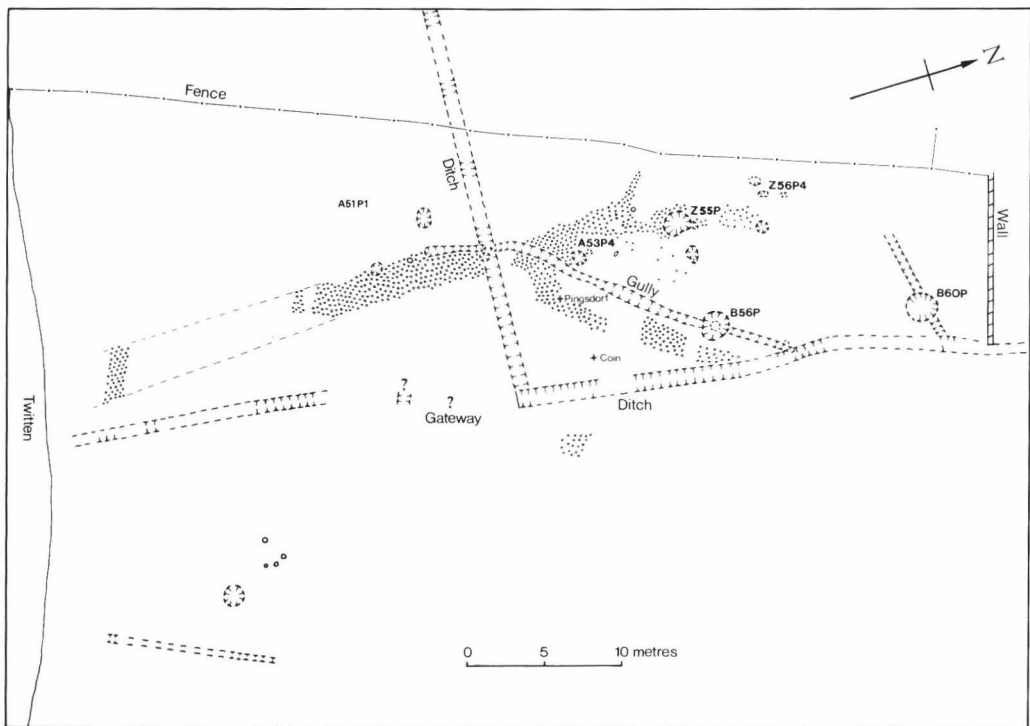 N
Fence
Ditch
A51P1
Z56P4
Z55P
A53P4
Wall
Gully
Pingsdorf
B56P
B60P
Coin
?
?
Gateway
Ditch
Twitten
0 5 10 metres